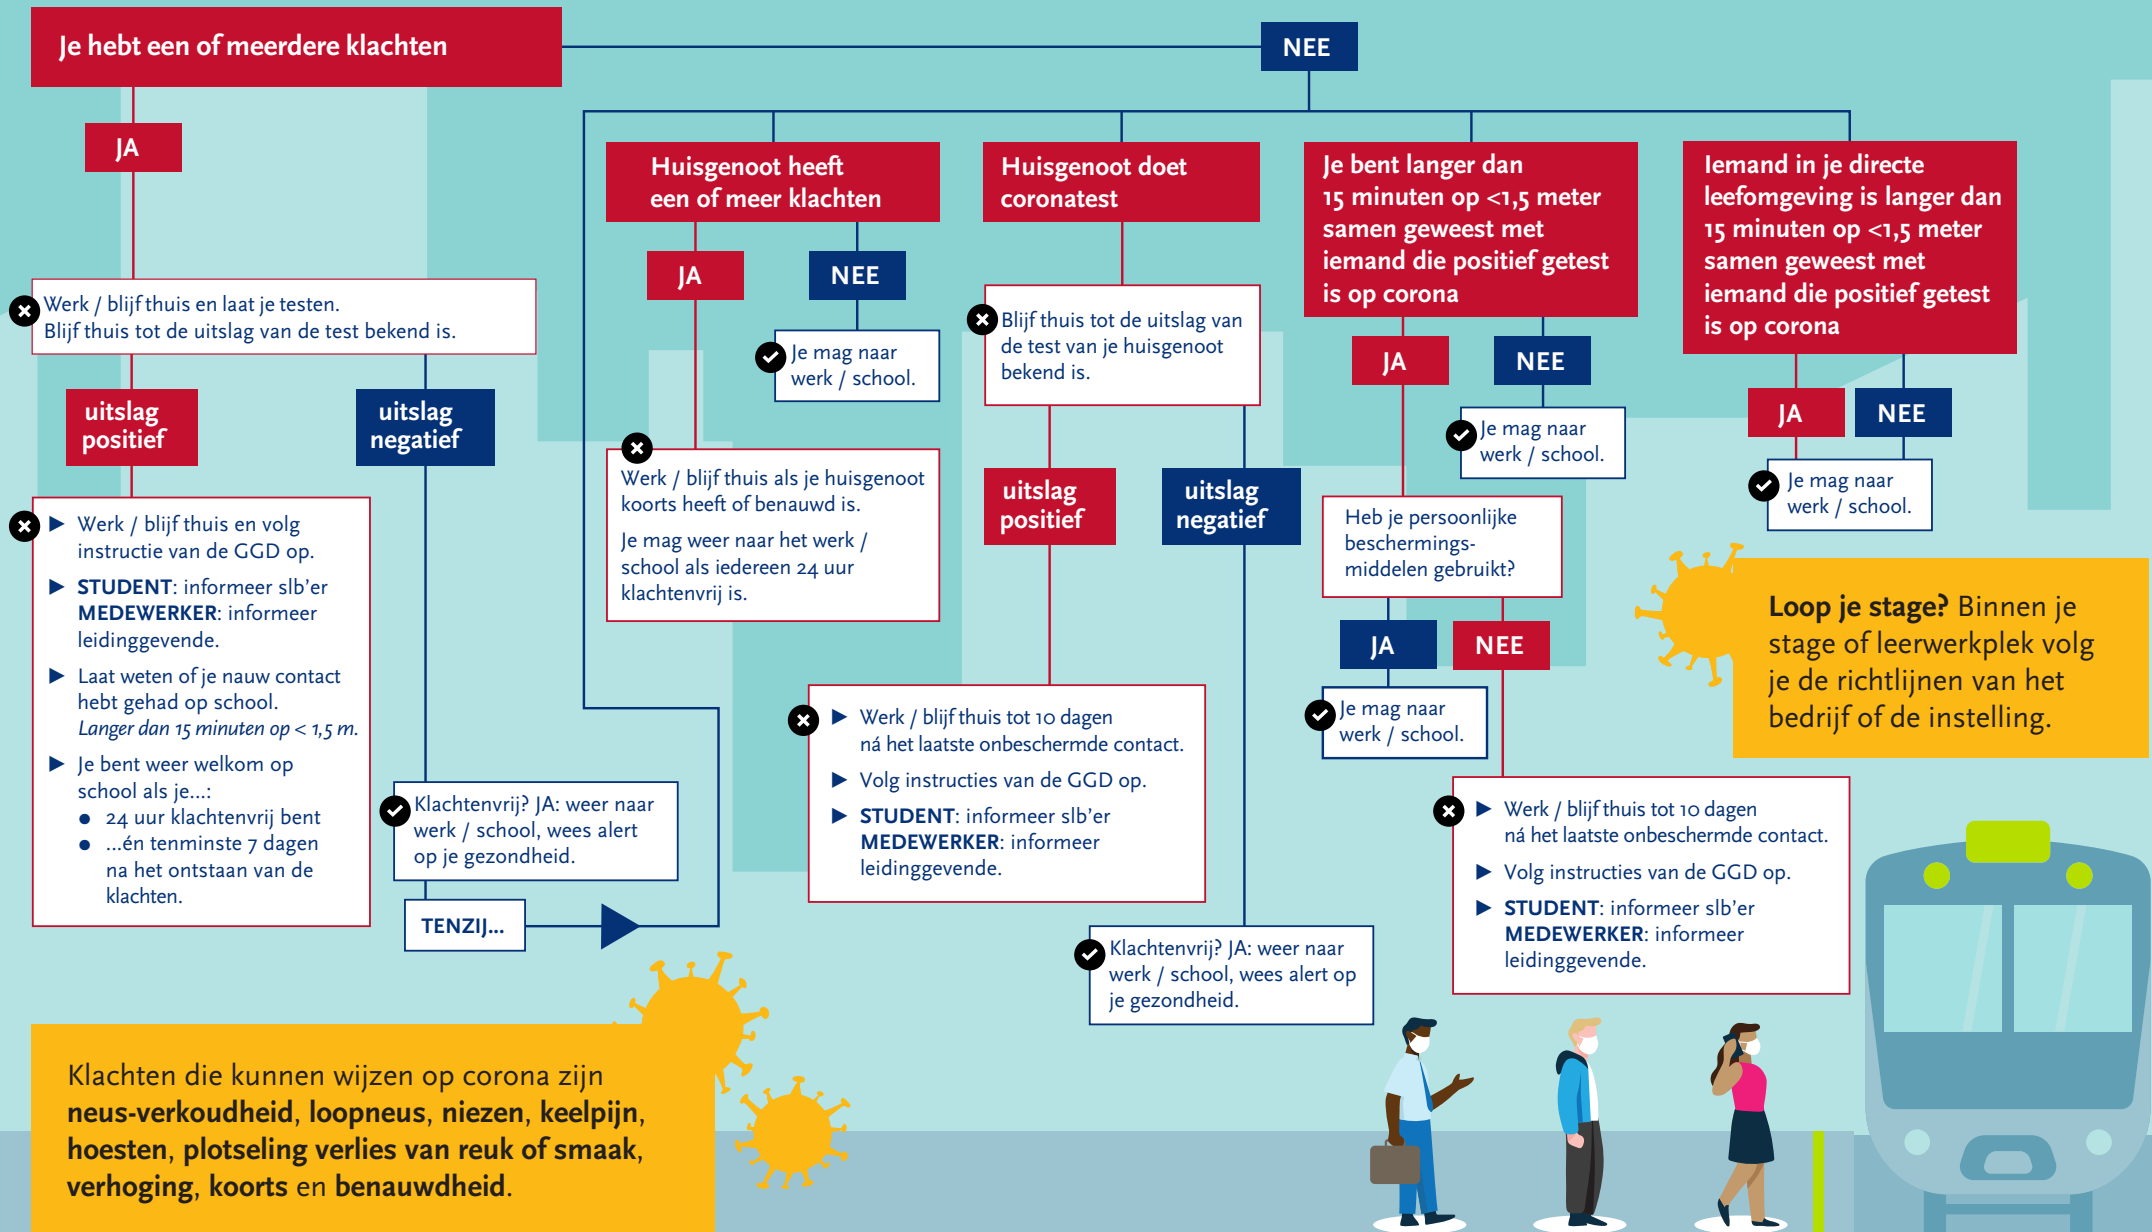 Je hebt een of meerdere klachten
NEE
JA
Werk / blijf thuis en laat je testen.
Blijf thuis tot de uitslag van de test bekend is.
uitslag
positief
uitslag
negatief
Werk / blijf thuis en volg
instructie van de GGD op.
STUDENT: informeer slb'er
MEDEWERKER: informeer
leidinggevende.
Laat weten of je nauw contact
hebt gehad op school.
Langer dan 15 minuten op < 1,5 m.
Je bent weer welkom op
school als je...:
24 uur klachtenvrij bent
...én tenminste 7 dagen
na het ontstaan van de
klachten.
Klachtenvrij? JA: weer naar
werk / school, wees alert
op je gezondheid.
TENZIJ...
Huisgenoot heeft
een of meer klachten
JA
NEE
Je mag naar
werk / school.
Werk / blijf thuis als je huisgenoot
koorts heeft of benauwd is.
Je mag weer naar het werk /
school als iedereen 24 uur
klachtenvrij is.
Huisgenoot doet
coronatest
Blijf thuis tot de uitslag van
de test van je huisgenoot
bekend is.
uitslag
positief
uitslag
negatief
Werk / blijf thuis tot 10 dagen
ná het laatste onbeschermde contact.
Volg instructies van de GGD op.
STUDENT: informeer slb'er
MEDEWERKER: informeer
leidinggevende.
Klachtenvrij? JA: weer naar
werk / school, wees alert op
je gezondheid.
Je bent langer dan
15 minuten op <1,5 meter
samen geweest met
iemand die positief getest
is op corona
JA
NEE
Je mag naar
werk / school.
Heb je persoonlijke
beschermings-
middelen gebruikt?
JA
NEE
Je mag naar
werk / school.
Werk / blijf thuis tot 10 dagen
ná het laatste onbeschermde contact.
Volg instructies van de GGD op.
STUDENT: informeer slb'er
MEDEWERKER: informeer
leidinggevende.
Iemand in je directe
leefomgeving is langer dan
15 minuten op <1,5 meter
samen geweest met
iemand die positief getest
is op corona
JA
NEE
Je mag naar
werk / school.
Loop je stage? Binnen je
stage of leerwerkplek volg
je de richtlijnen van het
bedrijf of de instelling.
Klachten die kunnen wijzen op corona zijn
neus-verkoudheid, loopneus, niezen, keelpijn,
hoesten, plotseling verlies van reuk of smaak,
verhoging, koorts en benauwdheid.